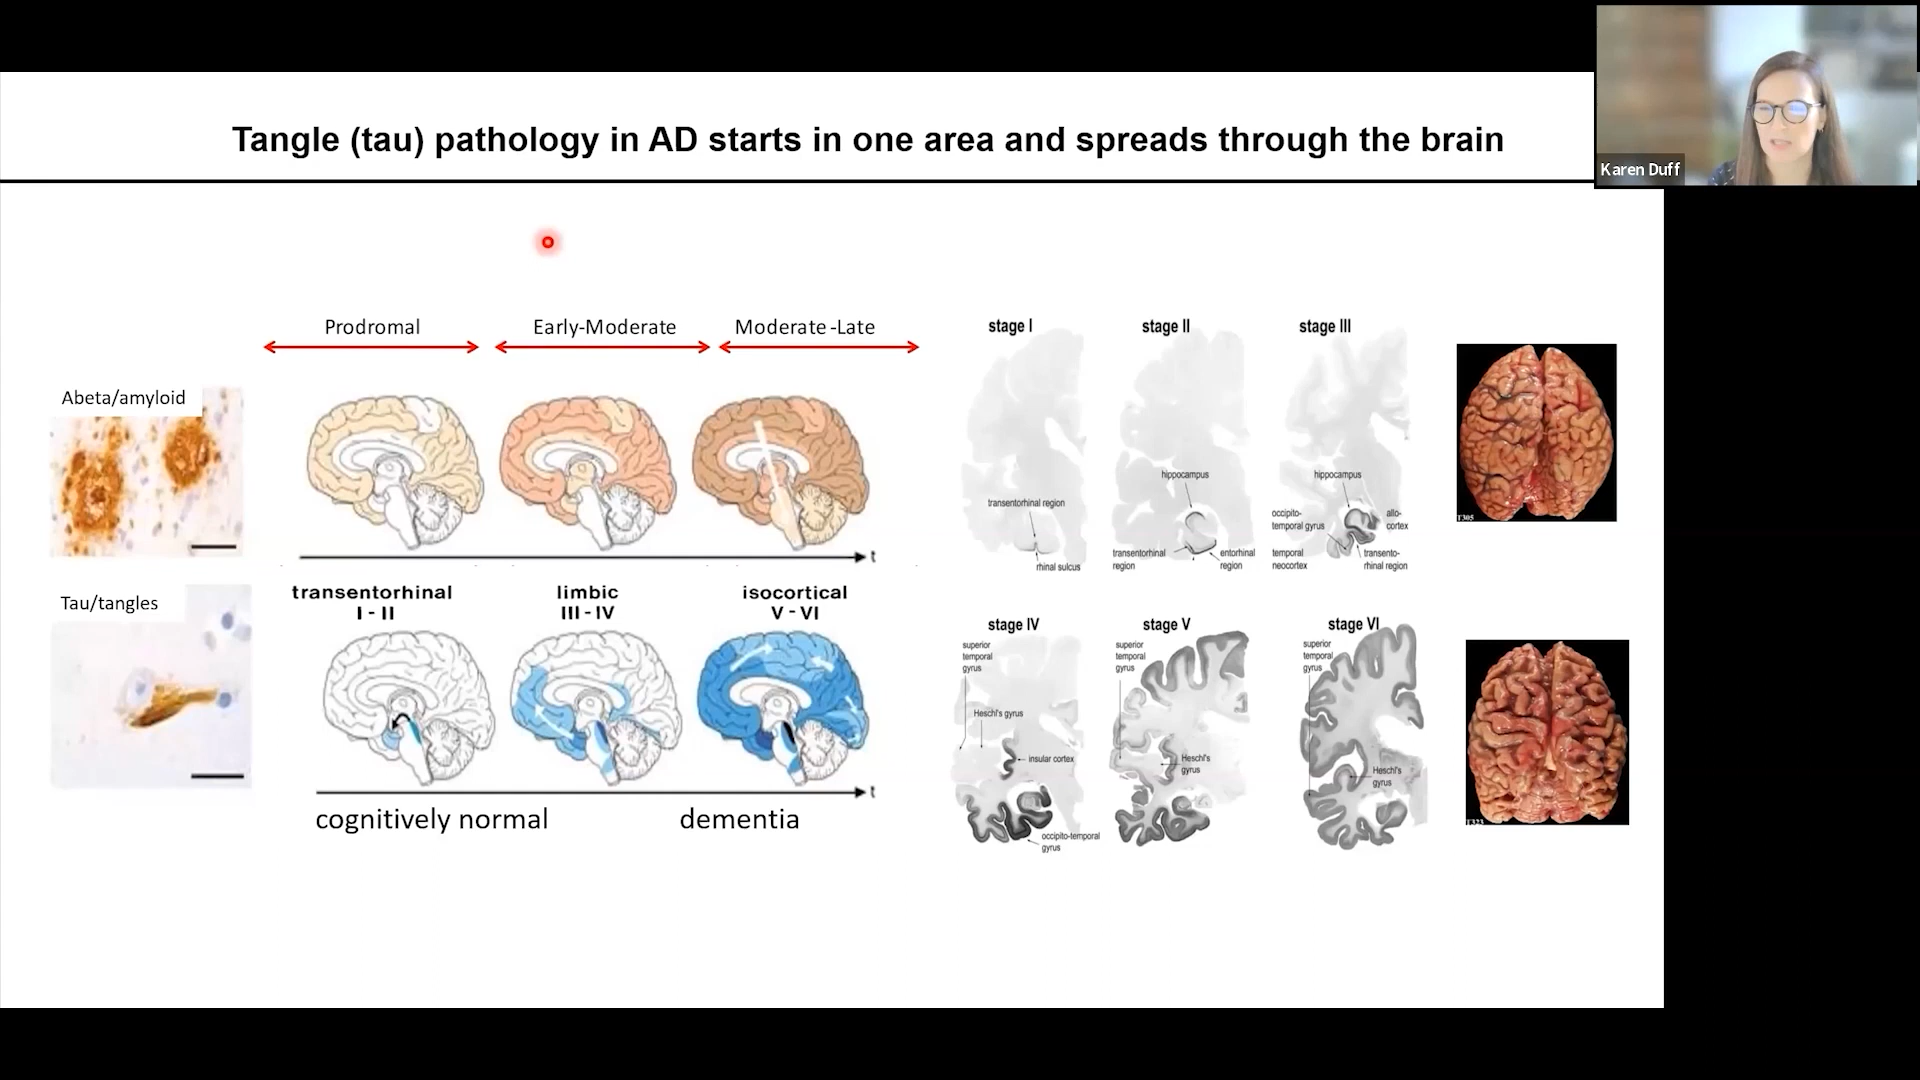 Tangle (tau) pathology in AD starts in one area and spreads through the brain
Karen Duff
Prodromal
Early-Moderate
Moderate-Late
Abeta/amyloid
t
Tau/tangles
transentorhinal
I - II
limbic
III - IV
isocortical
V - VI
t
cognitively normal
dementia
stage I
transentorhinal region
rhinal sulcus
stage II
hippocampus
transentorhinal
region
entorhinal
region
stage III
hippocampus
occipito-
temporal gyrus
allo-
cortex
temporal
neocortex
transento-
rhinal region
T305
stage IV
superior
temporal
gyrus
Heschl's gyrus
insular cortex
occipito-temporal
gyrus
stage V
superior
temporal
gyrus
Heschl's
gyrus
stage VI
superior
temporal
gyrus
Heschl's
gyrus
T323